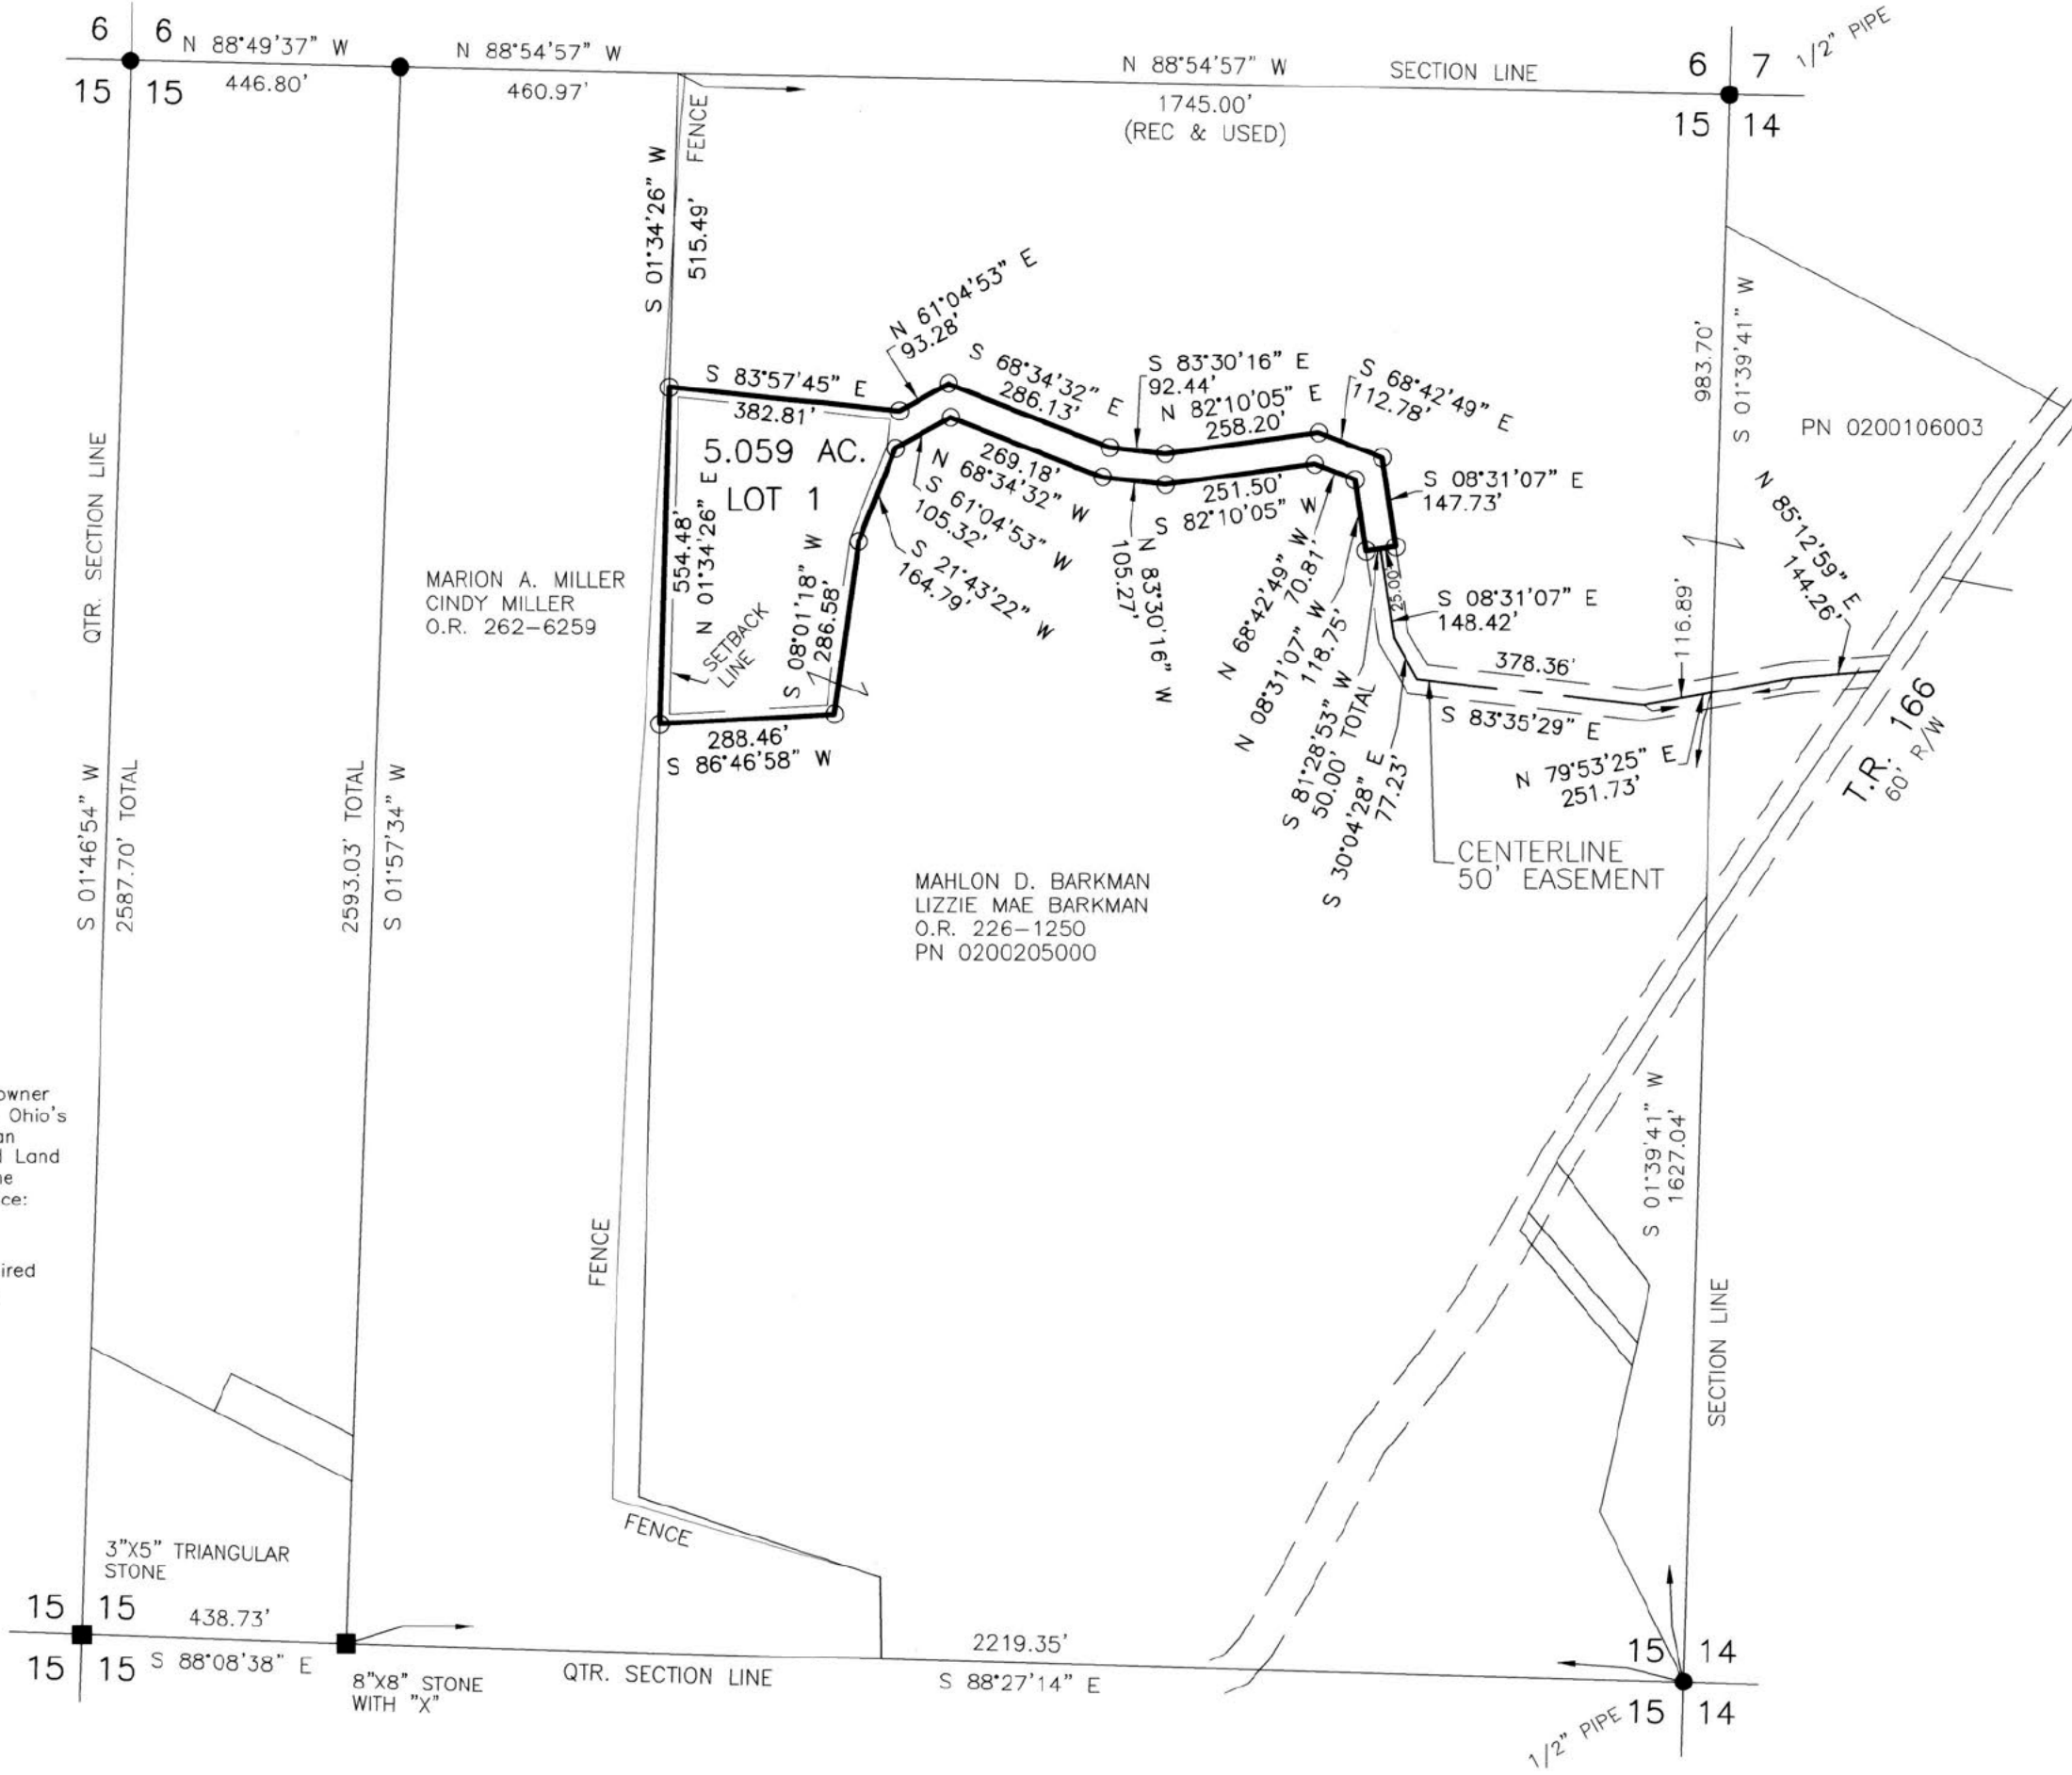 6 6
15 15
N 88°49'37" W
446.80'
N 88°54'57" W
460.97'
N 88°54'57" W
SECTION LINE
1745.00'
(REC & USED)
6 7
15 14
1/2" PIPE
S 01°34'26" W
515.49'
FENCE
N 61°04'53" E
93.28'
S 68°34'32" E
286.13'
S 83°30'16" E
92.44'
N 82°10'05" E
258.20'
S 68°42'49" E
112.78'
S 83°57'45" E
382.81'
5.059 AC.
LOT 1
554.48'
N 01°34'26" E
SETBACK
LINE
S 08°01'18" W
286.58'
269.18'
N 68°34'32" W
S 61°04'53" W
105.32'
S 21°43'22" W
164.79'
N 83°30'16" W
105.27'
251.50'
S 82°10'05" W
N 68°42'49" W
70.81'
N 08°31'07" W
118.75'
S 81°28'53" W
50.00' TOTAL
S 30°04'28" E
77.23'
25.00'
S 08°31'07" E
147.73'
S 08°31'07" E
148.42'
378.36'
S 83°35'29" E
116.89'
983.70'
S 01°39'41" W
PN 0200106003
N 85°12'59" E
144.26'
N 79°53'25" E
251.73'
T.R. 166
60' R/W
CENTERLINE
50' EASEMENT
288.46'
S 86°46'58" W
MARION A. MILLER
CINDY MILLER
O.R. 262-6259
MAHLON D. BARKMAN
LIZZIE MAE BARKMAN
O.R. 226-1250
PN 0200205000
QTR. SECTION LINE
S 01°46'54" W
2587.70' TOTAL
2593.03' TOTAL
S 01°57'34" W
owner
Ohio's
an
Land
ce:
ired
FENCE
FENCE
S 01°39'41" W
1627.04'
SECTION LINE
3"X5" TRIANGULAR
STONE
15 15
15 15
438.73'
S 88°08'38" E
8"X8" STONE
WITH "X"
QTR. SECTION LINE
2219.35'
S 88°27'14" E
15 14
15 14
1/2" PIPE